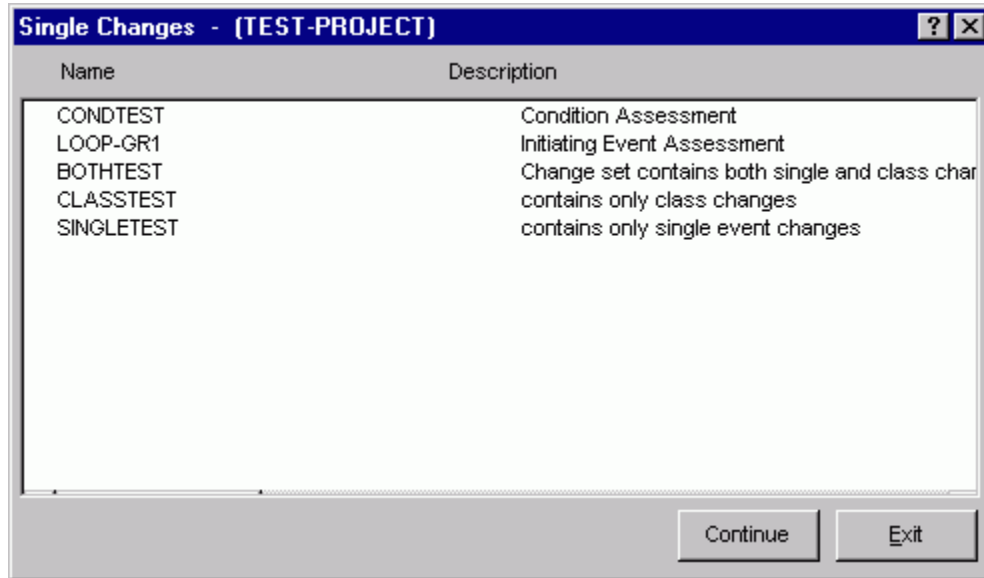 Single Changes - (TEST-PROJECT)
Name Description
CONDTEST Condition Assessment
LOOP-GR1 Initiating Event Assessment
BOTHTEST Change set contains both single and class char
CLASSTEST contains only class changes
SINGLETEST contains only single event changes
Continue Exit